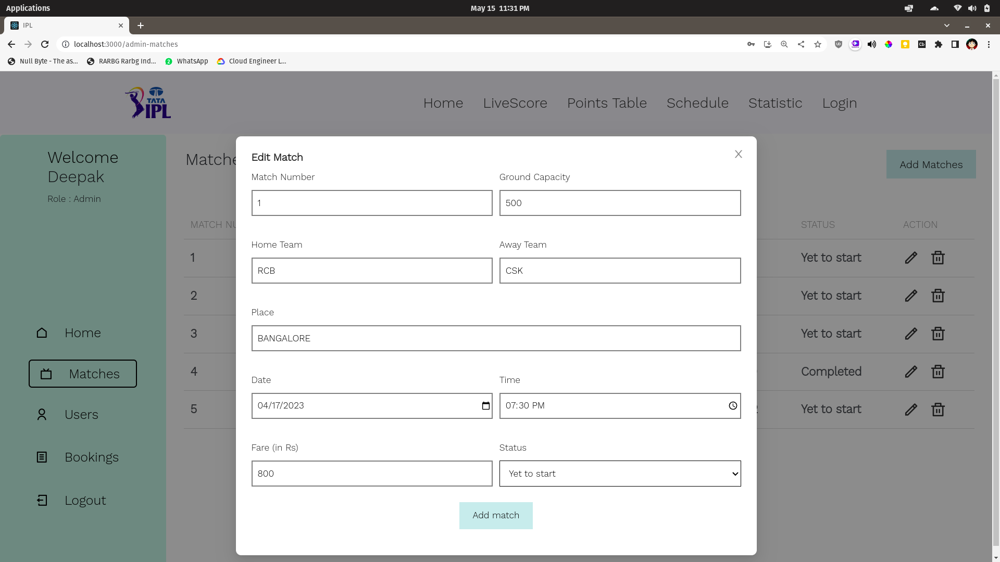 Applications
May 15 11:31 PM
IPL
localhost:3000/admin-matches
Null Byte - The as...
RARBG Rarbg Ind...
2
WhatsApp
Cloud Engineer L...
TATA
IPL
Home
LiveScore
Points Table
Schedule
Statistic
Login
Welcome
Deepak
Role : Admin
Home
Matches
Users
Bookings
Logout
Add Matches
STATUS
ACTION
1
Yet to start
2
Yet to start
3
Yet to start
4
Completed
5
Yet to start
Edit Match
X
Match Number
Ground Capacity
1
500
Home Team
Away Team
RCB
CSK
Place
BANGALORE
Date
Time
04/17/2023
07:30 PM
Fare (in Rs)
Status
800
Yet to start
Add match